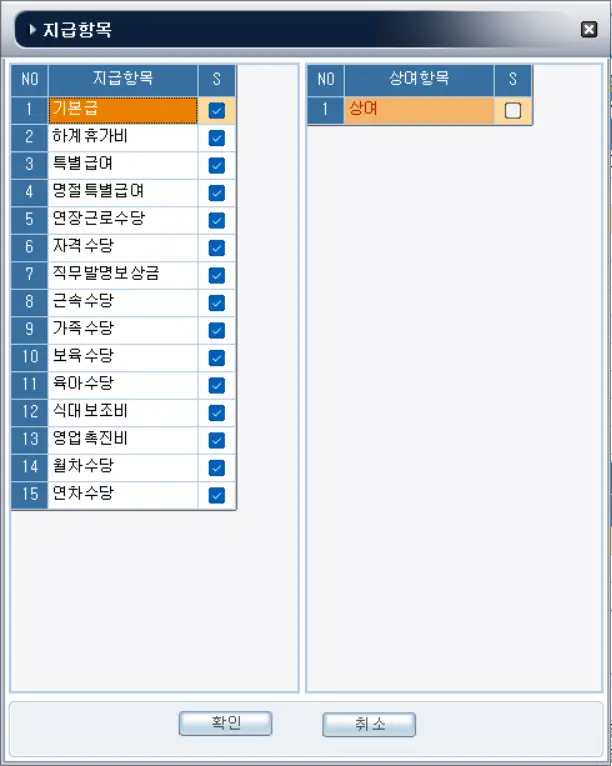 지급항목
NO 지급항목 S
1 기본급
2 하계휴가비
3 특별급여
4 명절특별급여
5 연장근로수당
6 자격수당
7 직무발명보상금
8 근속수당
9 가족수당
10 보육수당
11 육아수당
12 식대보조비
13 영업촉진비
14 월차수당
15 연차수당
NO 상여항목 S
1 상여
확인 취소